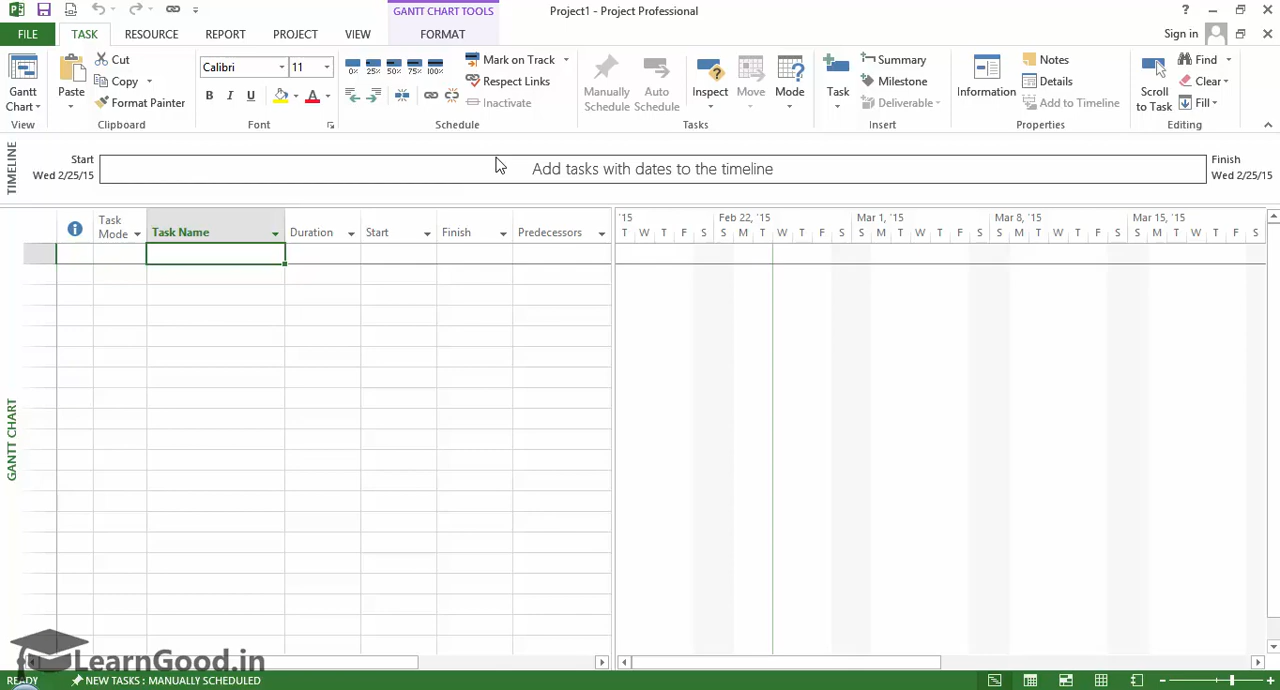 GANTT CHART TOOLS
Project1 - Project Professional
?
FILE
TASK
RESOURCE
REPORT
PROJECT
VIEW
FORMAT
Sign in
Gantt
Chart
View
Paste
Cut
Copy
Format Painter
Clipboard
Calibri
11
B I U A
Font
0% 25% 50% 75% 100%
Mark on Track
Respect Links
Inactivate
Schedule
Manually
Schedule
Auto
Schedule
Inspect
Move
Mode
Tasks
Task
Summary
Milestone
Deliverable
Insert
Information
Notes
Details
Add to Timeline
Properties
Scroll
to Task
Find
Clear
Fill
Editing
TIMELINE
Start
Wed 2/25/15
Add tasks with dates to the timeline
Finish
Wed 2/25/15
Task
Mode
Task Name
Duration
Start
Finish
Predecessors
'15
Feb 22, '15
Mar 1, '15
Mar 8, '15
Mar 15, '15
T W T F S S M T W T F S S M T W T F S S M T W T F S S M T W T F S
GANTT CHART
LearnGood.in
READY
NEW TASKS : MANUALLY SCHEDULED